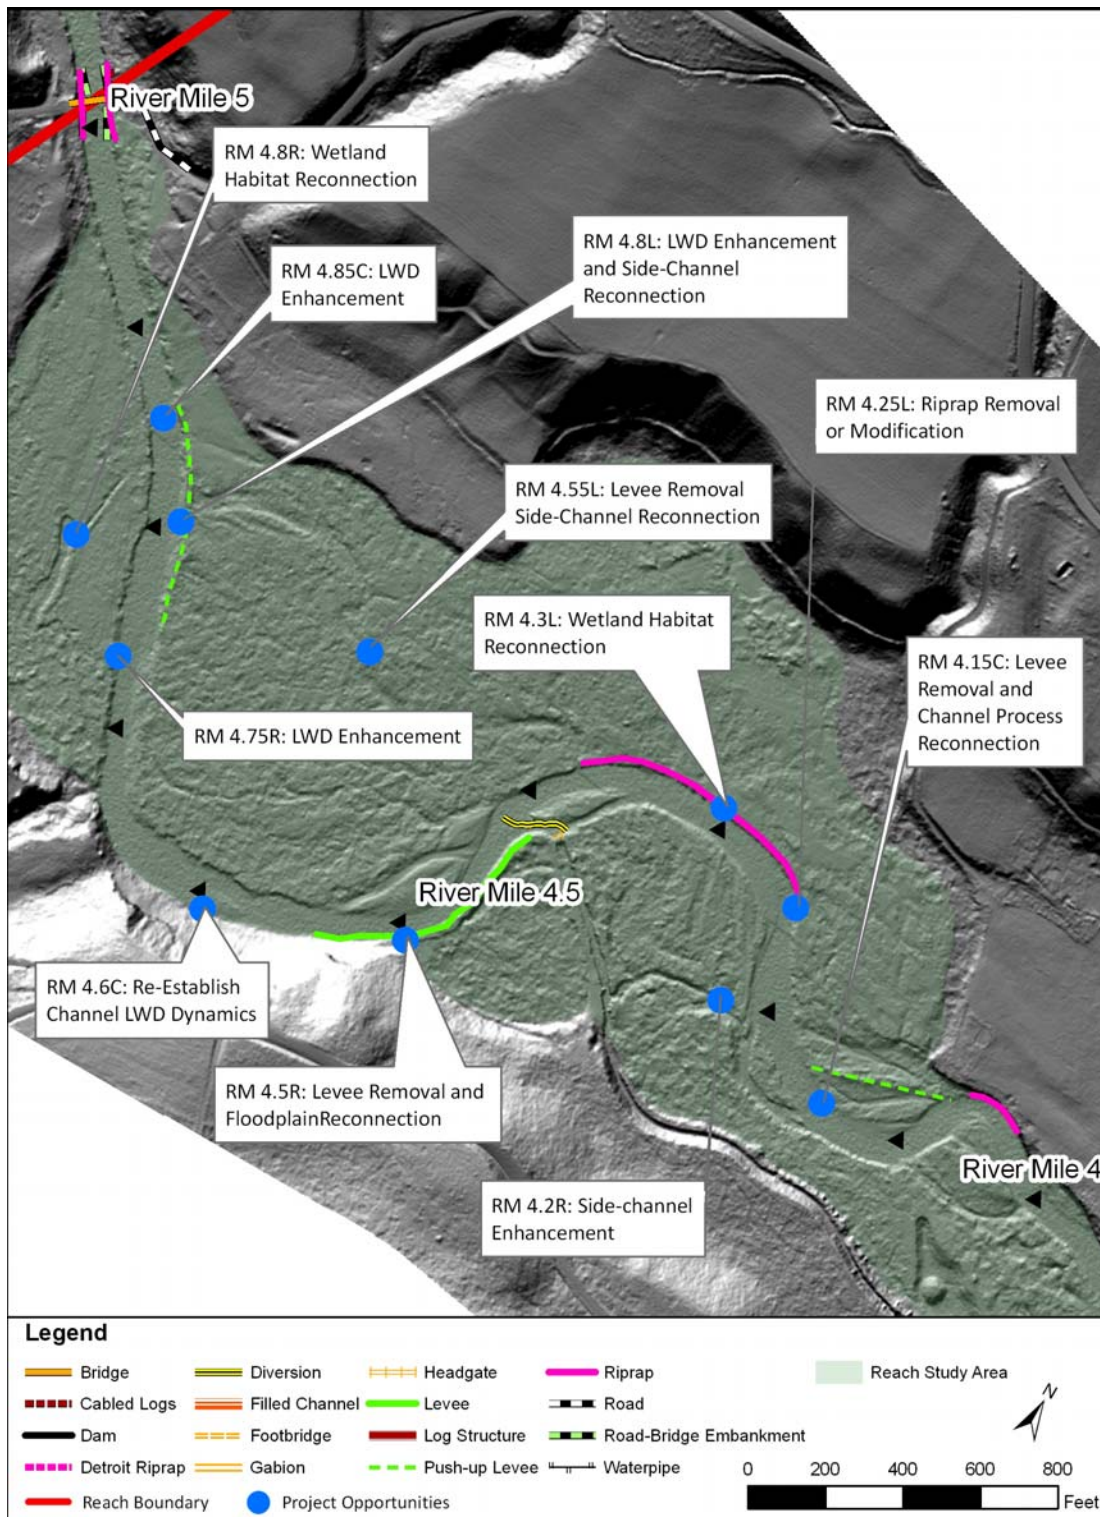 River Mile 5
RM 4.8R: Wetland
Habitat Reconnection
RM 4.85C: LWD
Enhancement
RM 4.8L: LWD Enhancement
and Side-Channel
Reconnection
RM 4.25L: Riprap Removal
or Modification
RM 4.55L: Levee Removal
Side-Channel Reconnection
RM 4.3L: Wetland Habitat
Reconnection
RM 4.15C: Levee
Removal and
Channel Process
Reconnection
RM 4.75R: LWD Enhancement
River Mile 4.5
RM 4.6C: Re-Establish
Channel LWD Dynamics
RM 4.5R: Levee Removal and
FloodplainReconnection
River Mile 4
RM 4.2R: Side-channel
Enhancement
Legend
Bridge
Diversion
Headgate
Riprap
Reach Study Area
Cabled Logs
Filled Channel
Levee
Road
Dam
Footbridge
Log Structure
Road-Bridge Embankment
Detroit Riprap
Gabion
Push-up Levee
Waterpipe
Reach Boundary
Project Opportunities
N
0 200 400 600 800
Feet